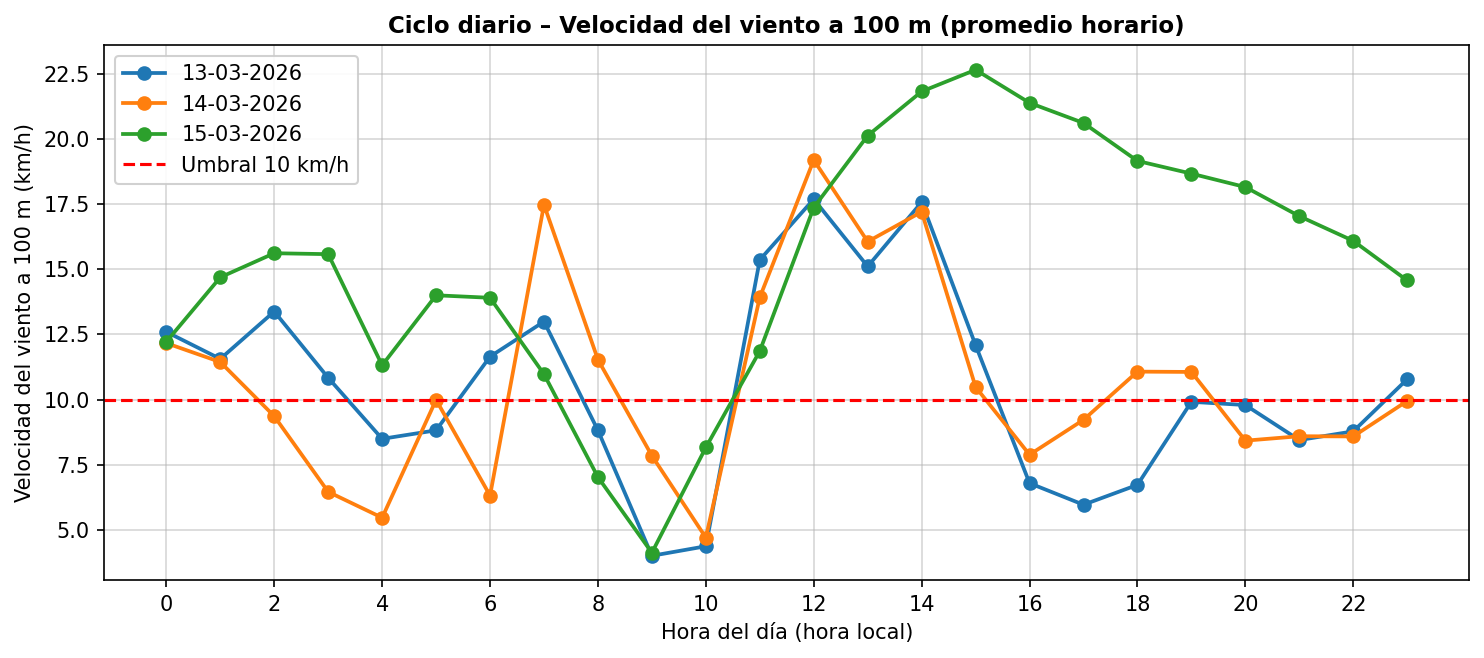 Ciclo diario – Velocidad del viento a 100 m (promedio horario)
13-03-2026
14-03-2026
15-03-2026
Umbral 10 km/h
Velocidad del viento a 100 m (km/h)
22.5
20.0
17.5
15.0
12.5
10.0
7.5
5.0
0 2 4 6 8 10 12 14 16 18 20 22
Hora del día (hora local)